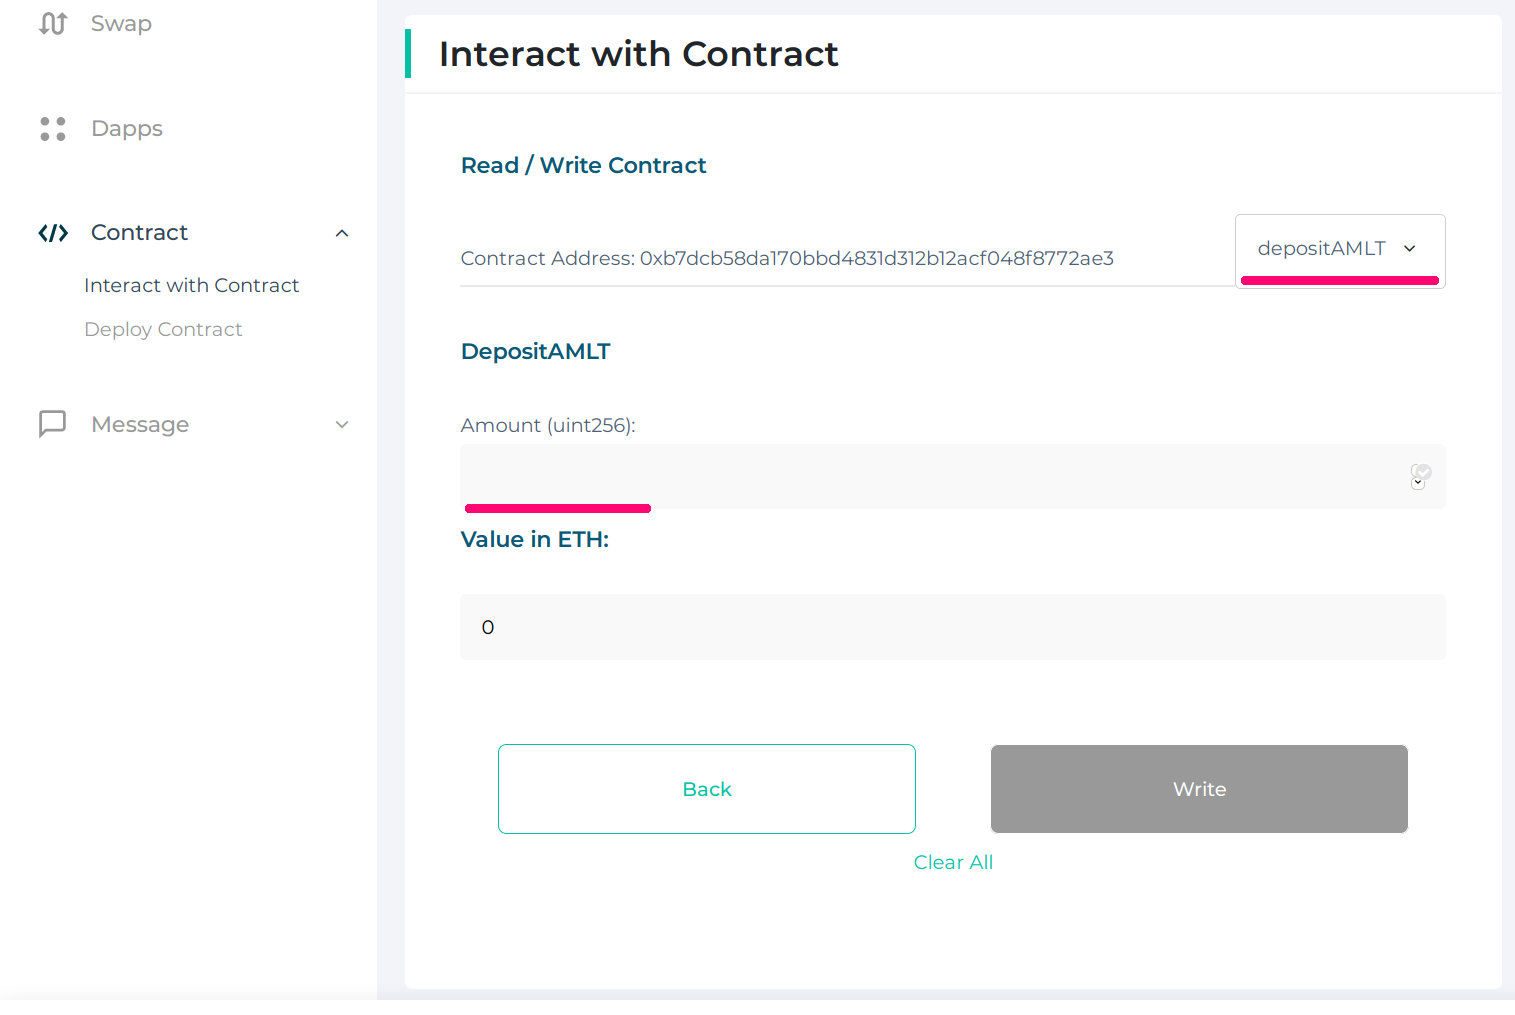 Swap
Dapps
Contract
Interact with Contract
Deploy Contract
Message
Interact with Contract
Read / Write Contract
Contract Address: 0xb7dcb58da170bbd4831d312b12acf048f8772ae3
depositAMLT
DepositAMLT
Amount (uint256):
Value in ETH:
0
Back
Write
Clear All